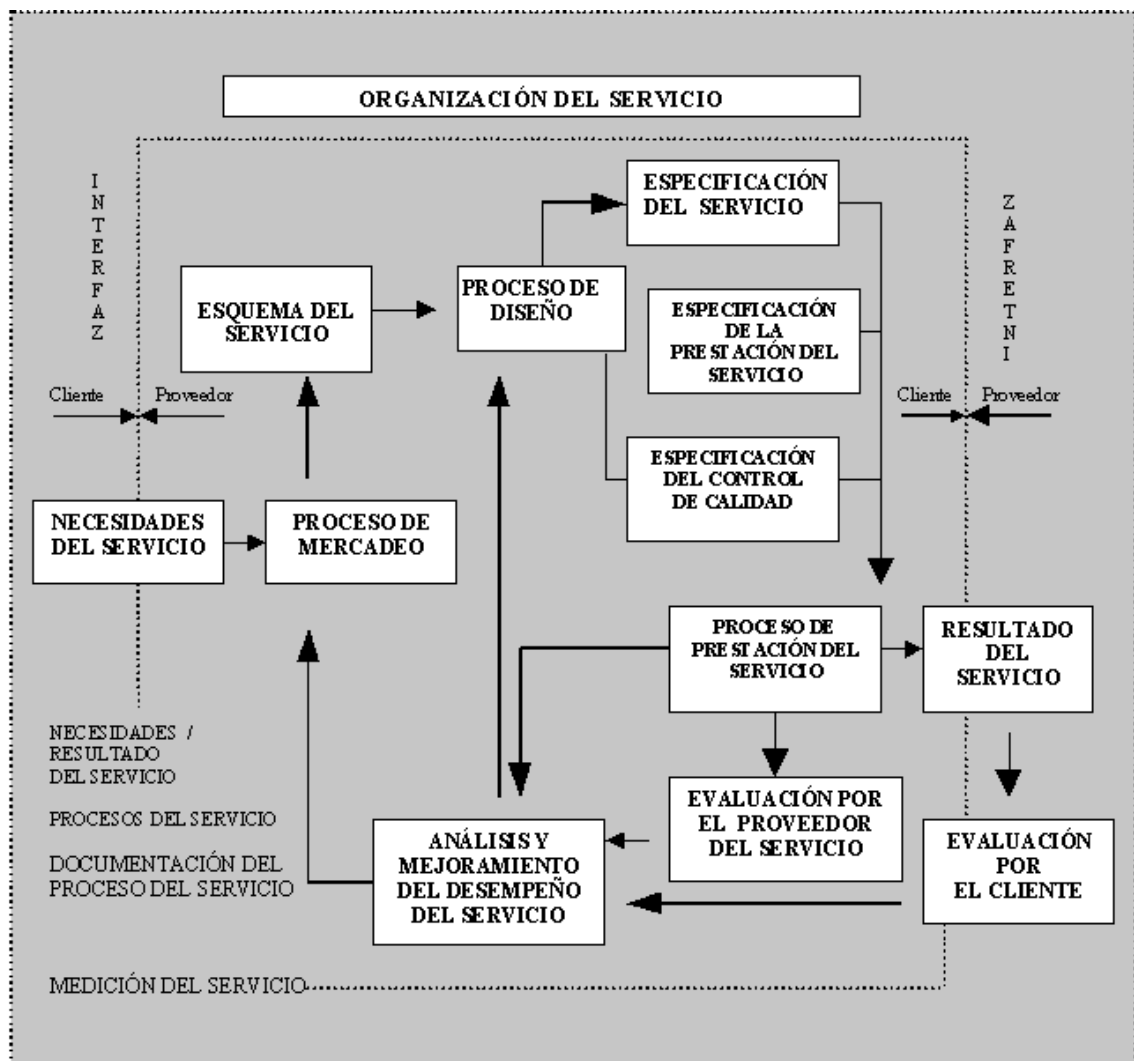 ORGANIZACIÓN DEL SERVICIO
INTERFAZ
ZAFRETNI
ESPECIFICACIÓN
DEL SERVICIO
PROCESO DE
DISEÑO
ESQUEMA DEL
SERVICIO
ESPECIFICACIÓN
DE LA
PRESTACIÓN DEL
SERVICIO
Cliente
Proveedor
Cliente
Proveedor
ESPECIFICACIÓN
DEL CONTROL
DE CALIDAD
NECESIDADES
DEL SERVICIO
PROCESO DE
MERCADEO
PROCESO DE
PRESTACIÓN DEL
SERVICIO
RESULTADO
DEL
SERVICIO
NECESIDADES /
RESULTADO
DEL SERVICIO
PROCESOS DEL SERVICIO
DOCUMENTACIÓN DEL
PROCESO DEL SERVICIO
EVALUACIÓN POR
EL PROVEEDOR
DEL SERVICIO
ANÁLISIS Y
MEJORAMIENTO
DEL DESEMPEÑO
DEL SERVICIO
EVALUACIÓN
POR
EL CLIENTE
MEDICIÓN DEL SERVICIO